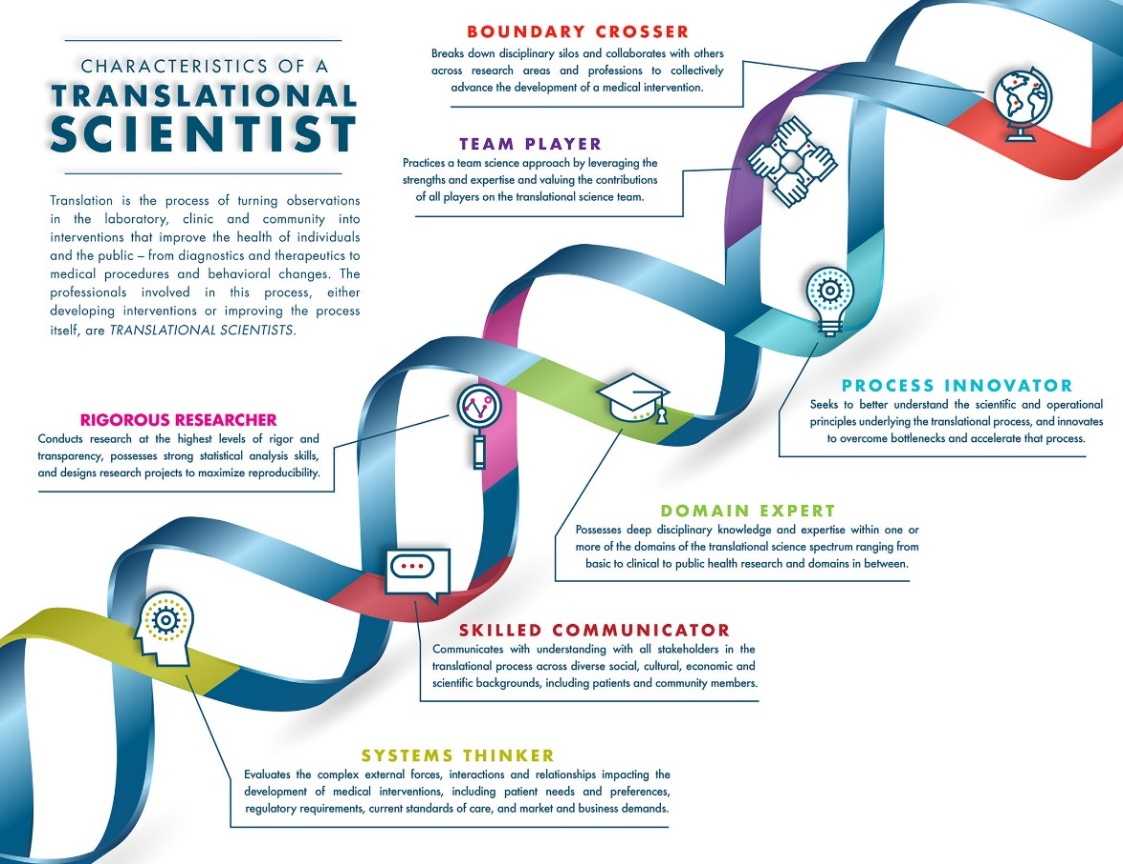 CHARACTERISTICS OF A
TRANSLATIONAL
SCIENTIST
Translation is the process of turning observations
in the laboratory, clinic and community into
interventions that improve the health of individuals
and the public – from diagnostics and therapeutics to
medical procedures and behavioral changes. The
professionals involved in this process, either
developing interventions or improving the process
itself, are TRANSLATIONAL SCIENTISTS.
BOUNDARY CROSSER
Breaks down disciplinary silos and collaborates with others
across research areas and professions to collectively
advance the development of a medical intervention.
TEAM PLAYER
Practices a team science approach by leveraging the
strengths and expertise and valuing the contributions
of all players on the translational science team.
PROCESS INNOVATOR
Seeks to better understand the scientific and operational
principles underlying the translational process, and innovates
to overcome bottlenecks and accelerate that process.
RIGOROUS RESEARCHER
Conducts research at the highest levels of rigor and
transparency, possesses strong statistical analysis skills,
and designs research projects to maximize reproducibility.
DOMAIN EXPERT
Possesses deep disciplinary knowledge and expertise within one or
more of the domains of the translational science spectrum ranging from
basic to clinical to public health research and domains in between.
SKILLED COMMUNICATOR
Communicates with understanding with all stakeholders in the
translational process across diverse social, cultural, economic and
scientific backgrounds, including patients and community members.
SYSTEMS THINKER
Evaluates the complex external forces, interactions and relationships impacting the
development of medical interventions, including patient needs and preferences,
regulatory requirements, current standards of care, and market and business demands.